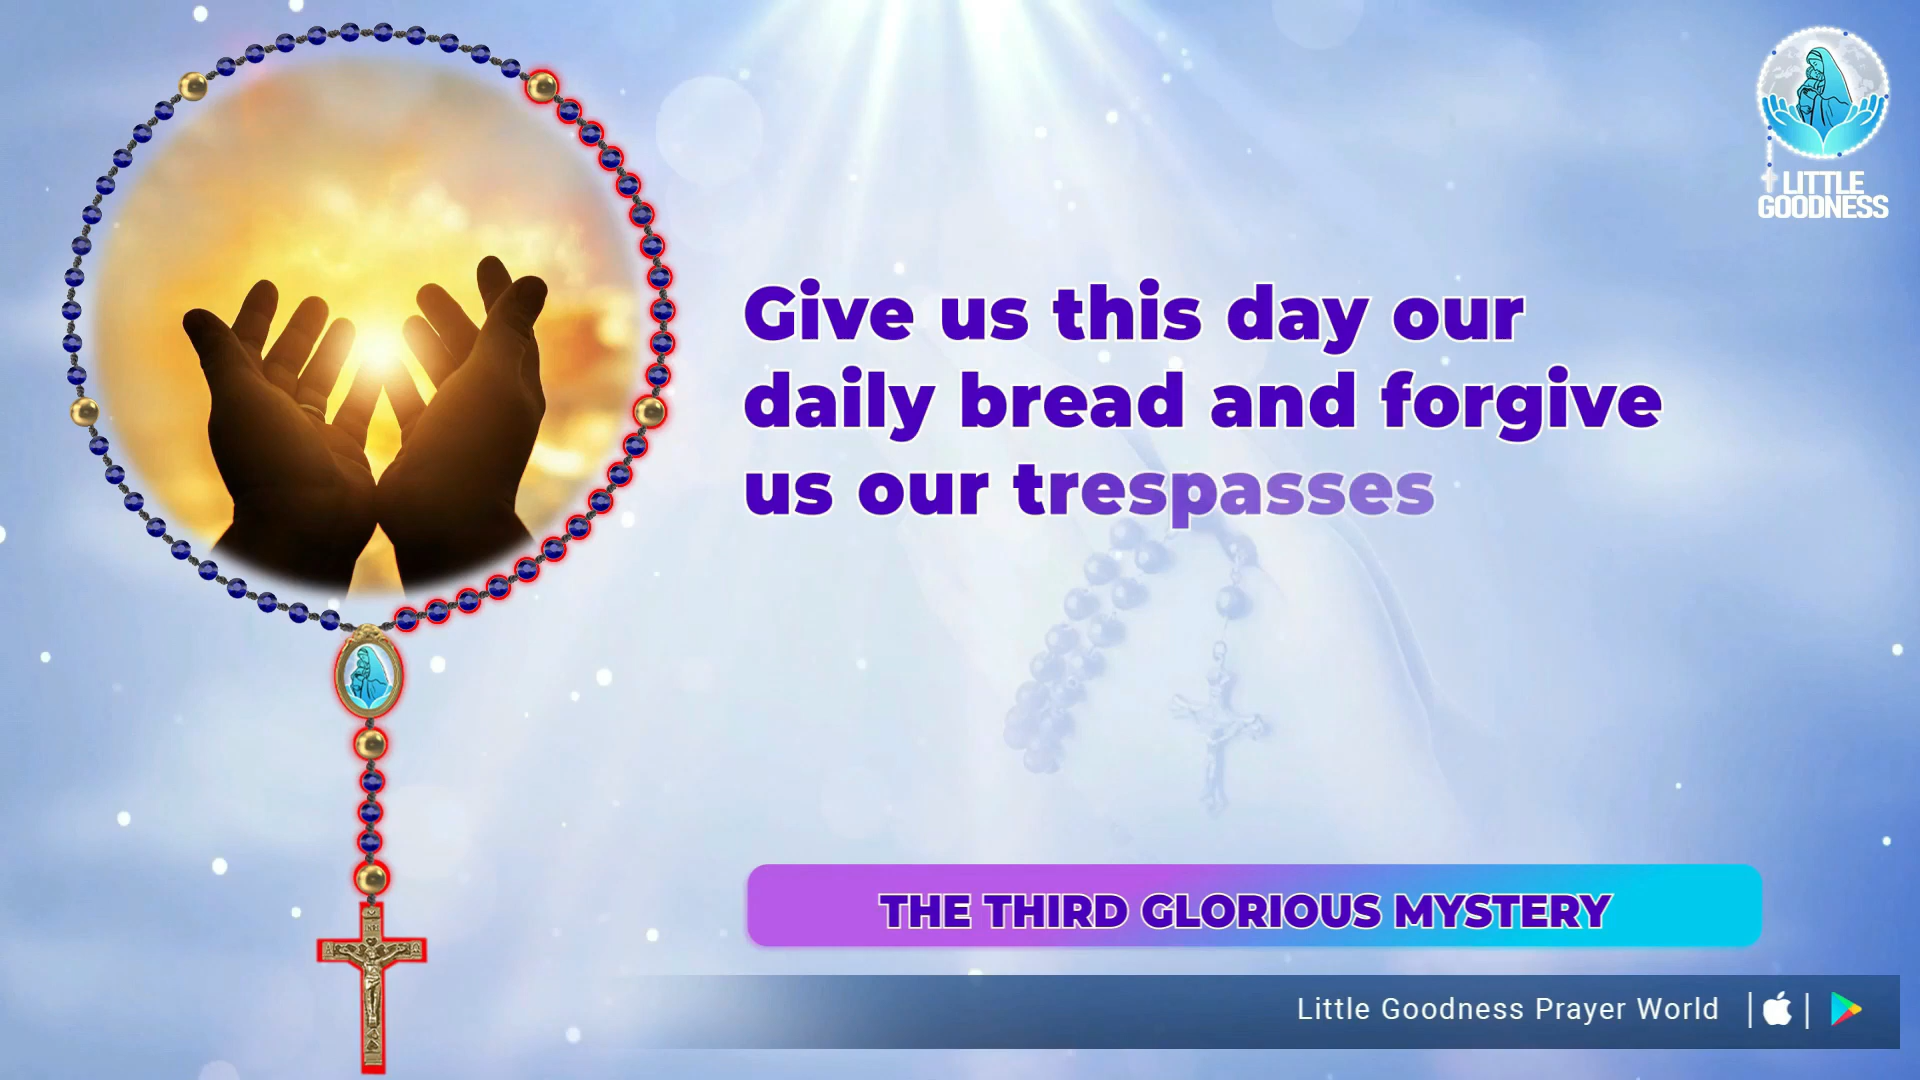 LITTLE
GOODNESS
Give us this day our
daily bread and forgive
us our trespasses
THE THIRD GLORIOUS MYSTERY
Little Goodness Prayer World
INRI